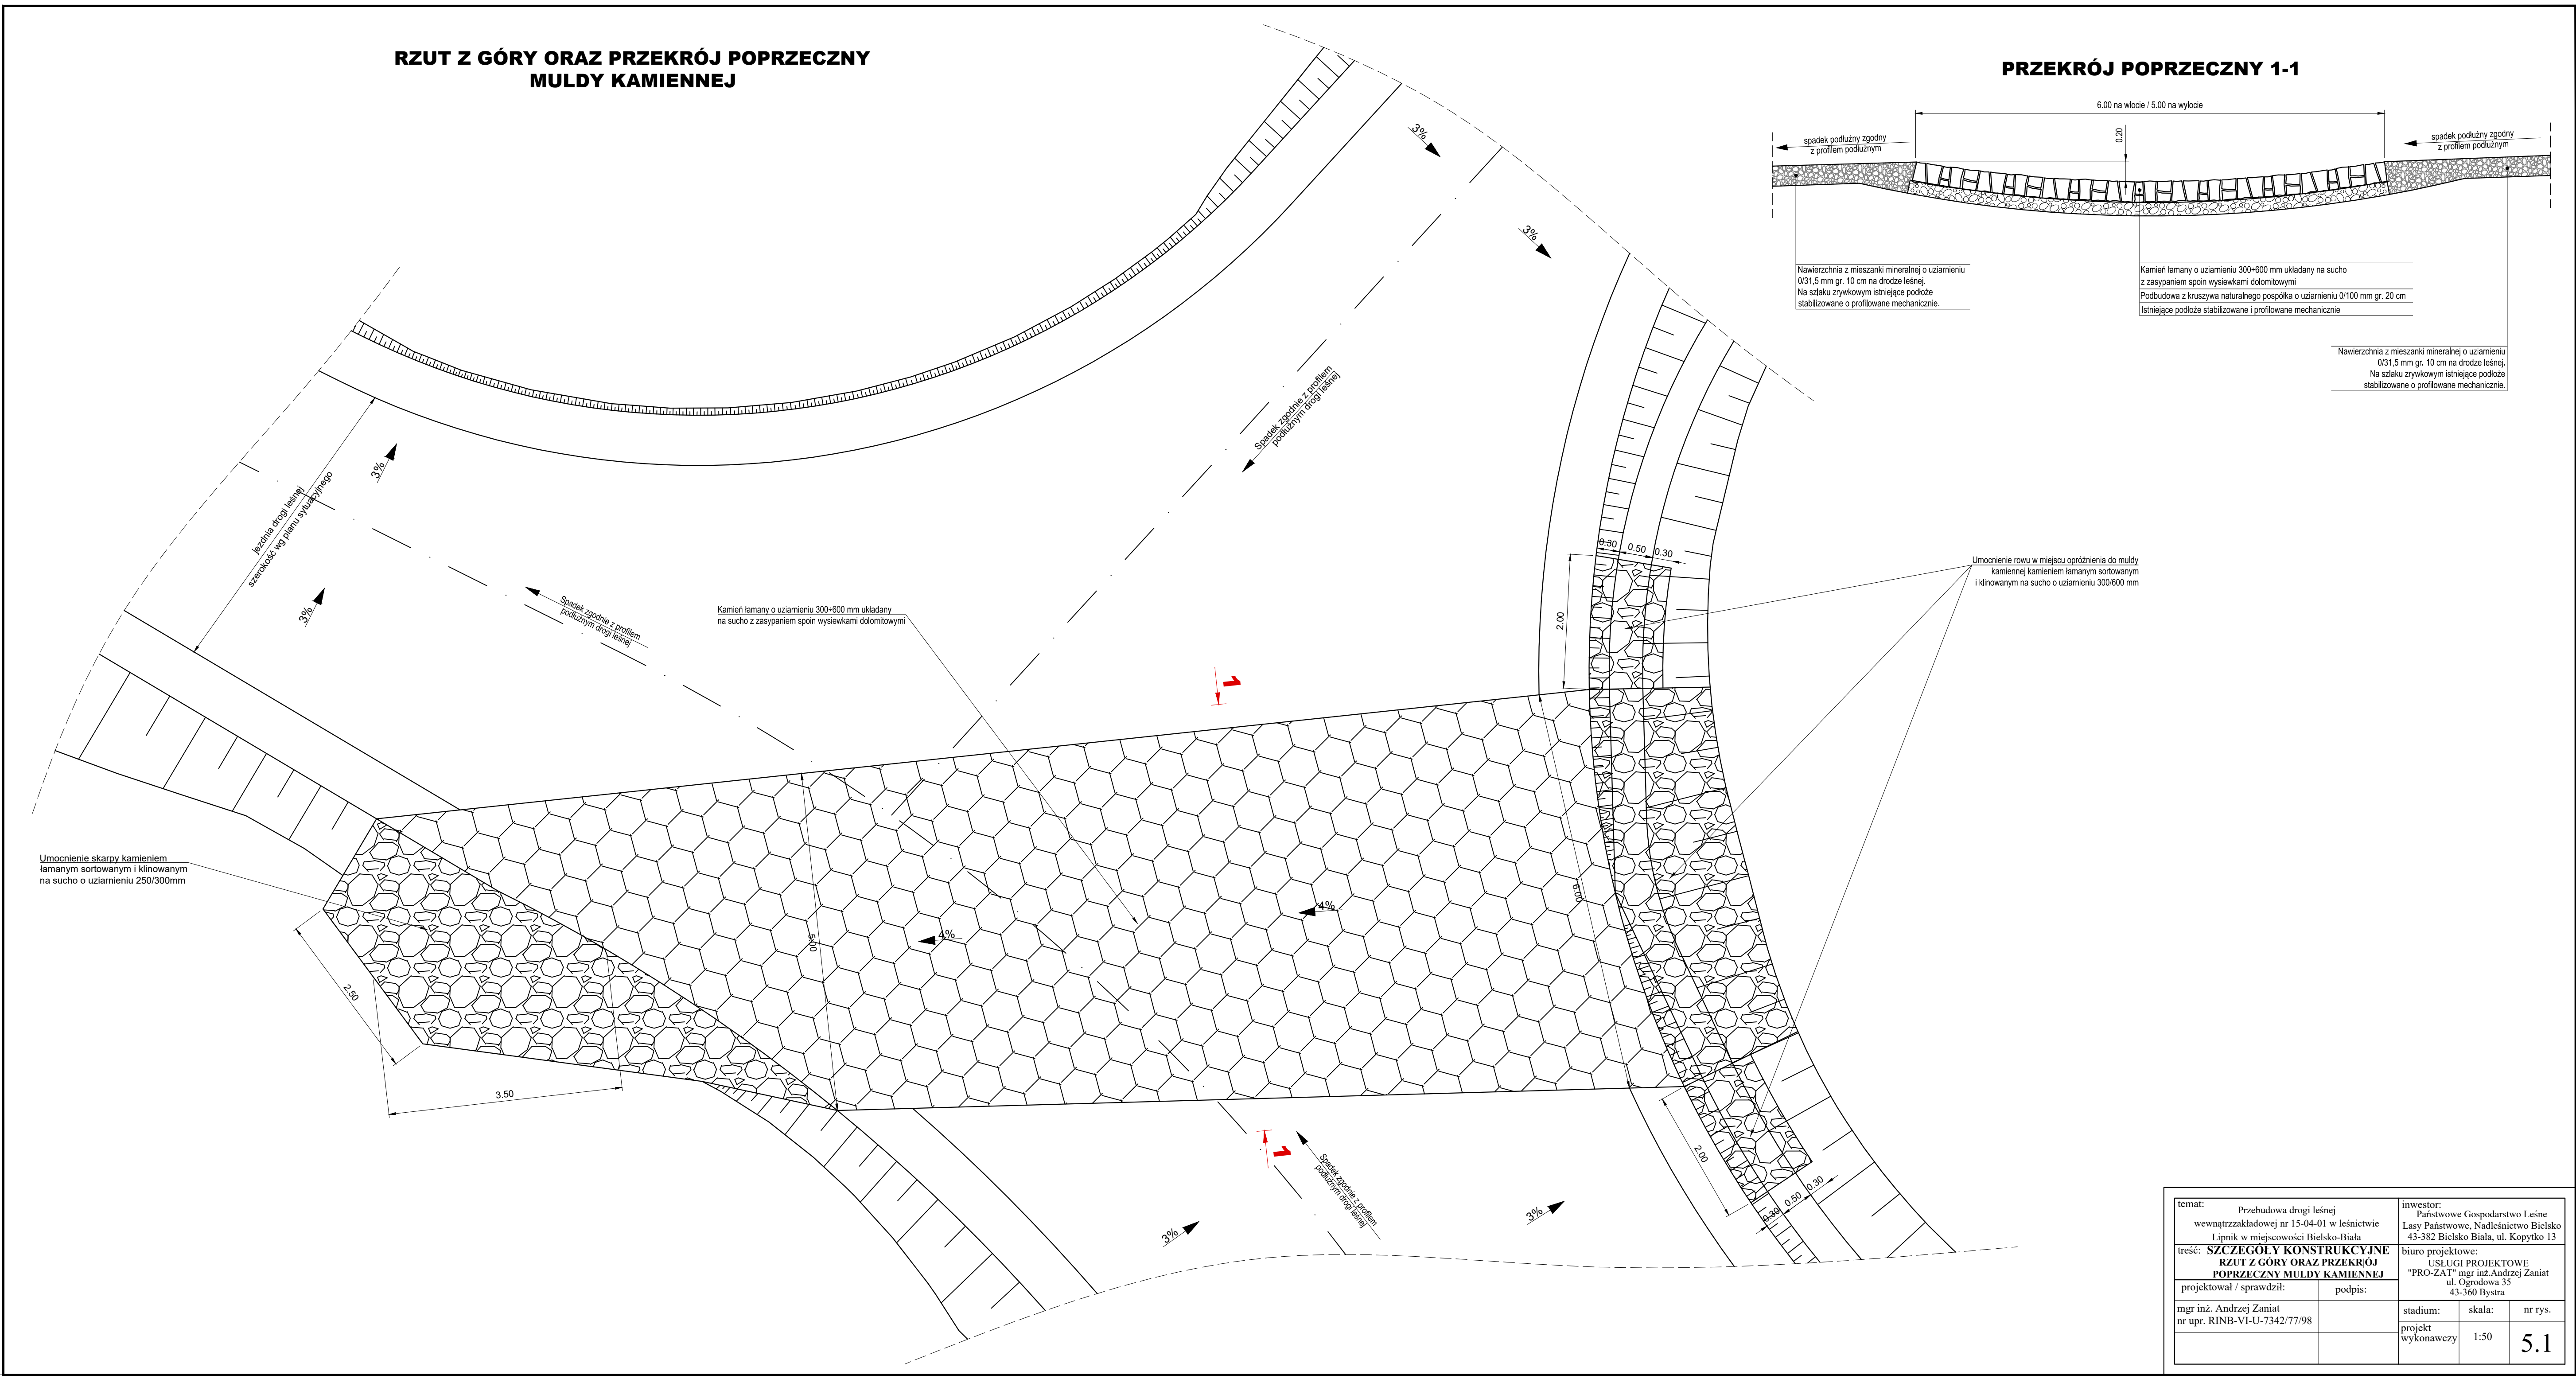 RZUT Z GÓRY ORAZ PRZEKRÓJ POPRZECZNY
MULDY KAMIENNEJ
PRZEKRÓJ POPRZECZNY 1-1
6.00 na wlocie / 5.00 na wylocie
0.20
spadek podłużny zgodny
z profilem podłużnym
spadek podłużny zgodny
z profilem podłużnym
Nawierzchnia z mieszanki mineralnej o uziarnieniu
0/31,5 mm gr. 10 cm na drodze leśnej.
Na szlaku zrywkowym istniejące podłoże
stabilizowane o profilowane mechanicznie.
Kamień łamany o uziarnieniu 300÷600 mm układany na sucho
z zasypaniem spoin wysiewkami dolomitowymi
Podbudowa z kruszywa naturalnego pospółka o uziarnieniu 0/100 mm gr. 20 cm
Istniejące podłoże stabilizowane i profilowane mechanicznie
Nawierzchnia z mieszanki mineralnej o uziarnieniu
0/31,5 mm gr. 10 cm na drodze leśnej.
Na szlaku zrywkowym istniejące podłoże
stabilizowane o profilowane mechanicznie.
3%
3%
Spadek zgodnie z profilem
podłużnym drogi leśnej
3%
jezdnia drogi leśnej
szerokość wg planu sytuacyjnego
3%
Spadek zgodnie z profilem
podłużnym drogi leśnej
Kamień łamany o uziarnieniu 300÷600 mm układany
na sucho z zasypaniem spoin wysiewkami dolomitowymi
0.30
0.50
0.30
2.00
Umocnienie rowu w miejscu opróżnienia do muldy
kamiennej kamieniem łamanym sortowanym
i klinowanym na sucho o uziarnieniu 300/600 mm
1
Umocnienie skarpy kamieniem
łamanym sortowanym i klinowanym
na sucho o uziarnieniu 250/300mm
6.00
4%
4%
5.00
2.50
3.50
1
Spadek zgodnie z profilem
podłużnym drogi leśnej
3%
3%
2.00
0.30
0.50
0.30
temat:
Przebudowa drogi leśnej
wewnątrzzakładowej nr 15-04-01 w leśnictwie
Lipnik w miejscowości Bielsko-Biała
inwestor:
Państwowe Gospodarstwo Leśne
Lasy Państwowe, Nadleśnictwo Bielsko
43-382 Bielsko Biała, ul. Kopytko 13
treść: SZCZEGÓŁY KONSTRUKCYJNE
RZUT Z GÓRY ORAZ PRZEKRÓJ
POPRZECZNY MULDY KAMIENNEJ
biuro projektowe:
USŁUGI PROJEKTOWE
"PRO-ZAT" mgr inż.Andrzej Zaniat
ul. Ogrodowa 35
43-360 Bystra
projektował / sprawdził:
podpis:
mgr inż. Andrzej Zaniat
nr upr. RINB-VI-U-7342/77/98
stadium:
skala:
nr rys.
projekt
wykonawczy
1:50
5.1